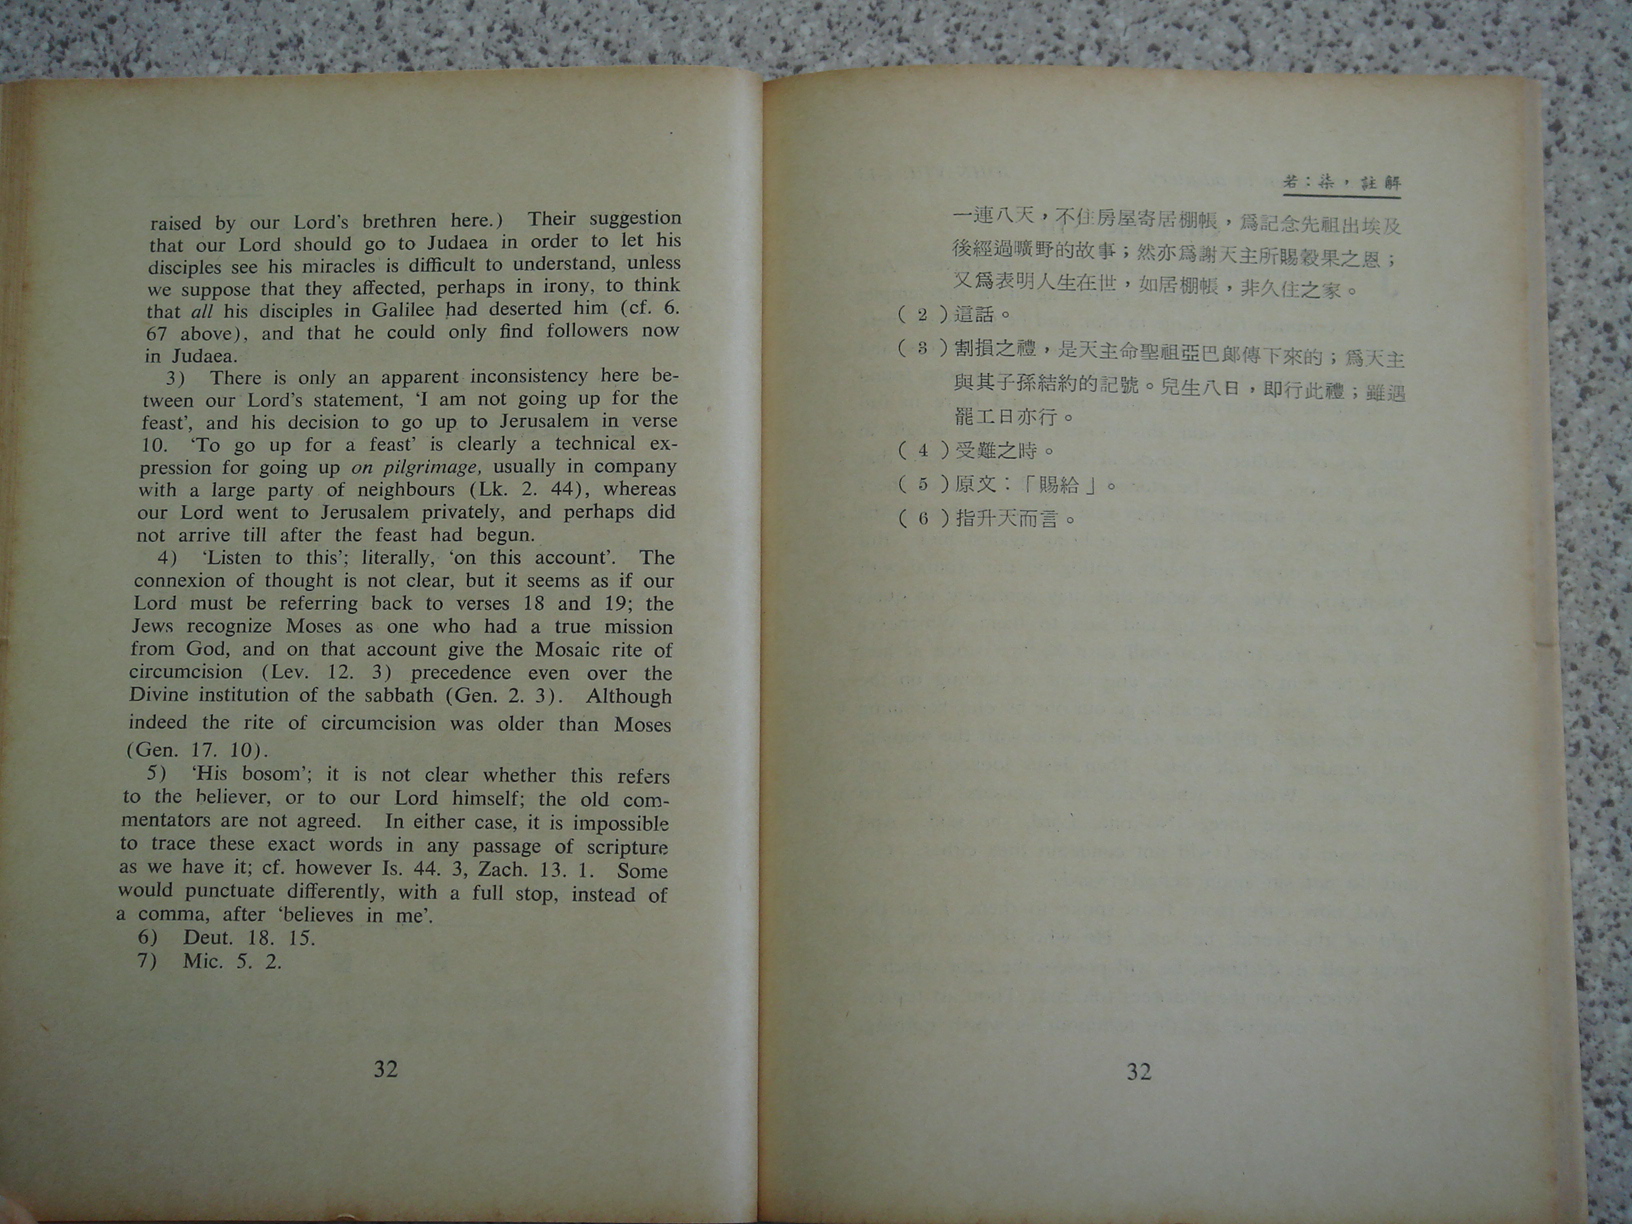 raised by our Lord's brethren here.) Their suggestion
that our Lord should go to Judaea in order to let his
disciples see his miracles is difficult to understand, unless
we suppose that they affected, perhaps in irony, to think
that all his disciples in Galilee had deserted him (cf. 6.
67 above), and that he could only find followers now
in Judaea.
3) There is only an apparent inconsistency here be-
tween our Lord's statement, ‘I am not going up for the
feast’, and his decision to go up to Jerusalem in verse
10. ‘To go up for a feast’ is clearly a technical ex-
pression for going up on pilgrimage, usually in company
with a large party of neighbours (Lk. 2. 44), whereas
our Lord went to Jerusalem privately, and perhaps did
not arrive till after the feast had begun.
4) ‘Listen to this’; literally, ‘on this account’. The
connexion of thought is not clear, but it seems as if our
Lord must be referring back to verses 18 and 19; the
Jews recognize Moses as one who had a true mission
from God, and on that account give the Mosaic rite of
circumcision (Lev. 12. 3) precedence even over the
Divine institution of the sabbath (Gen. 2. 3). Although
indeed the rite of circumcision was older than Moses
(Gen. 17. 10).
5) ‘His bosom’; it is not clear whether this refers
to the believer, or to our Lord himself; the old com-
mentators are not agreed. In either case, it is impossible
to trace these exact words in any passage of scripture
as we have it; cf. however Is. 44. 3, Zach. 13. 1. Some
would punctuate differently, with a full stop, instead of
a comma, after ‘believes in me’.
6) Deut. 18. 15.
7) Mic. 5. 2.
32
若：柒，註解
一連八天，不住房屋寄居棚帳，爲記念先祖出埃及
後經過曠野的故事；然亦爲謝天主所賜穀果之恩；
又爲表明人生在世，如居棚帳，非久住之家。
( 2 )這話。
( 3 )割損之禮，是天主命聖祖亞巴郎傳下來的；爲天主
與其子孫結約的記號。兒生八日，即行此禮；雖遇
罷工日亦行。
( 4 )受難之時。
( 5 )原文：「賜給」。
( 6 )指升天而言。
32